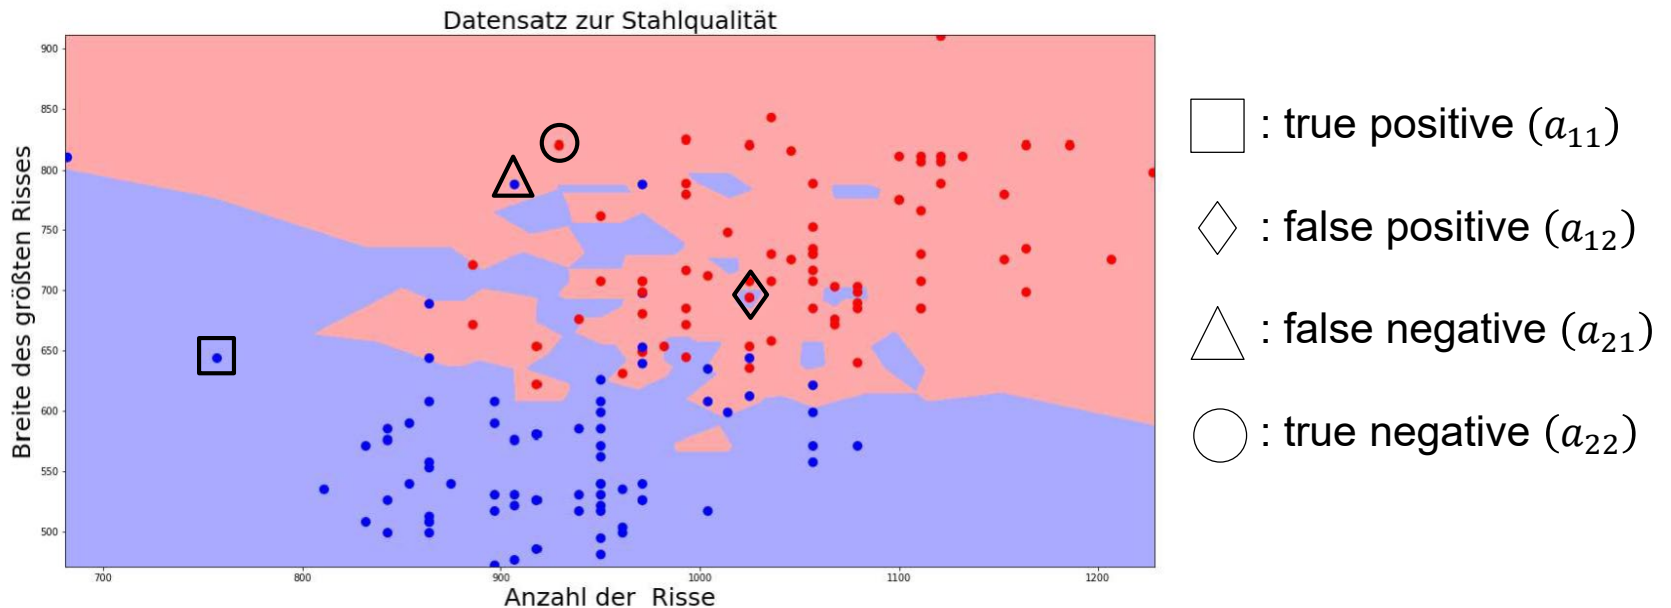 Datensatz zur Stahlqualität
Breite des größten Risses
900
850
800
750
700
650
600
550
500
700
800
900
1000
1100
1200
Anzahl der Risse
: true positive (a₁₁)
: false positive (a₁₂)
: false negative (a₂₁)
: true negative (a₂₂)